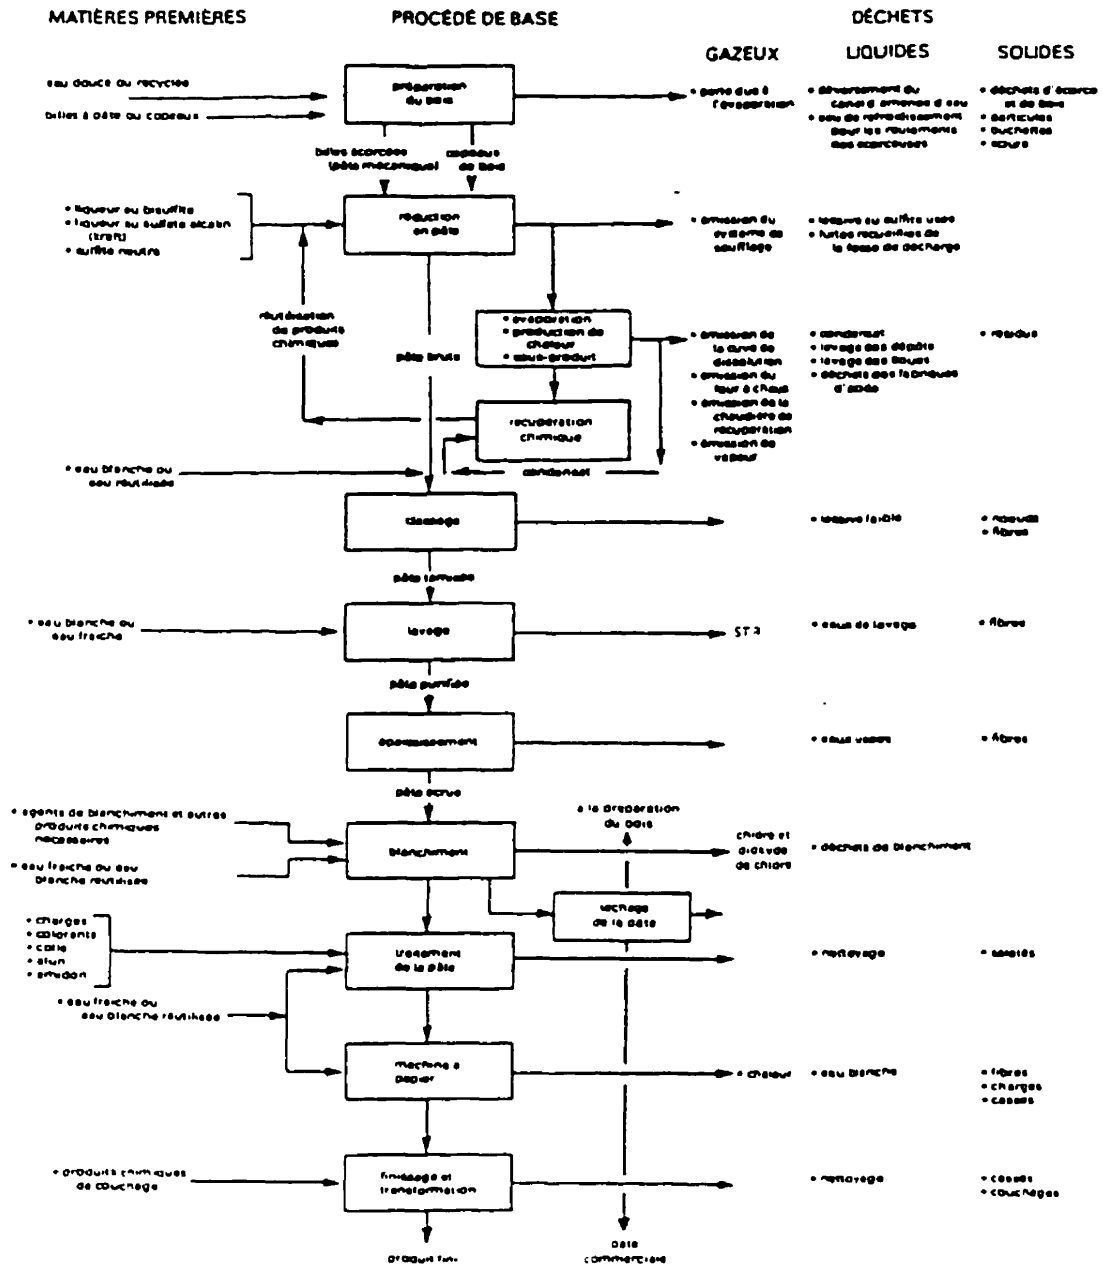 MATIÈRES PREMIÈRES
PROCÉDÉ DE BASE
DÉCHETS
GAZEUX
LIQUIDES
SOLIDES
eau douce ou recyclée
billes à pâte ou copeaux
préparation
du bois
• perte due à
l'évaporation
• déversement du
canal d'amenée d'eau
• eau de refroidissement
pour les roulements
des écorceuses
• déchets d'écorce
et de bois
• particules
• buchettes
• sciure
billes écorcées
(pâte mécanique)
copeaux
de bois
• liqueur au bisulfite
• liqueur au sulfate alcalin
(kraft)
• sulfite neutre
réduction
en pâte
• émission du
système de
soufflage
• lessive au sulfite usée
• fuites recueillies de
la fosse de décharge
réutilisation
de produits
chimiques
pâte brute
• évaporation
• production de
chaleur
• sous-produit
• émission de
la cuve de
dissolution
• émission du
four à chaux
• émission de la
chaudière de
récupération
• émission de
vapeur
• condensat
• lavage des dépôts
• lavage des boues
• déchets des fabriques
d'acide
• résidus
récupération
chimique
condensat
• eau blanche ou
eau réutilisée
classage
• lessive faible
• noeuds
• fibres
pâte tamisée
• eau blanche ou
eau fraîche
lavage
• eaux de lavage
• fibres
pâte purifiée
épaississement
• eaux usées
• fibres
pâte écrue
• agents de blanchiment et autres
produits chimiques
nécessaires
• eau fraîche ou eau
blanche réutilisée
blanchiment
à la préparation
du bois
chlore et
dioxyde
de chlore
• déchets de blanchiment
séchage
de la pâte
• charges
• colorants
• colle
• alun
• amidon
traitement
de la pâte
• nettoyage
• saletés
• eau fraîche ou
eau blanche réutilisée
machine à
papier
• chaleur
• eau blanche
• fibres
• charges
• cassés
• produits chimiques
de couchage
finissage et
transformation
• nettoyage
• cassés
• couchages
produit fini
pâte
commerciale